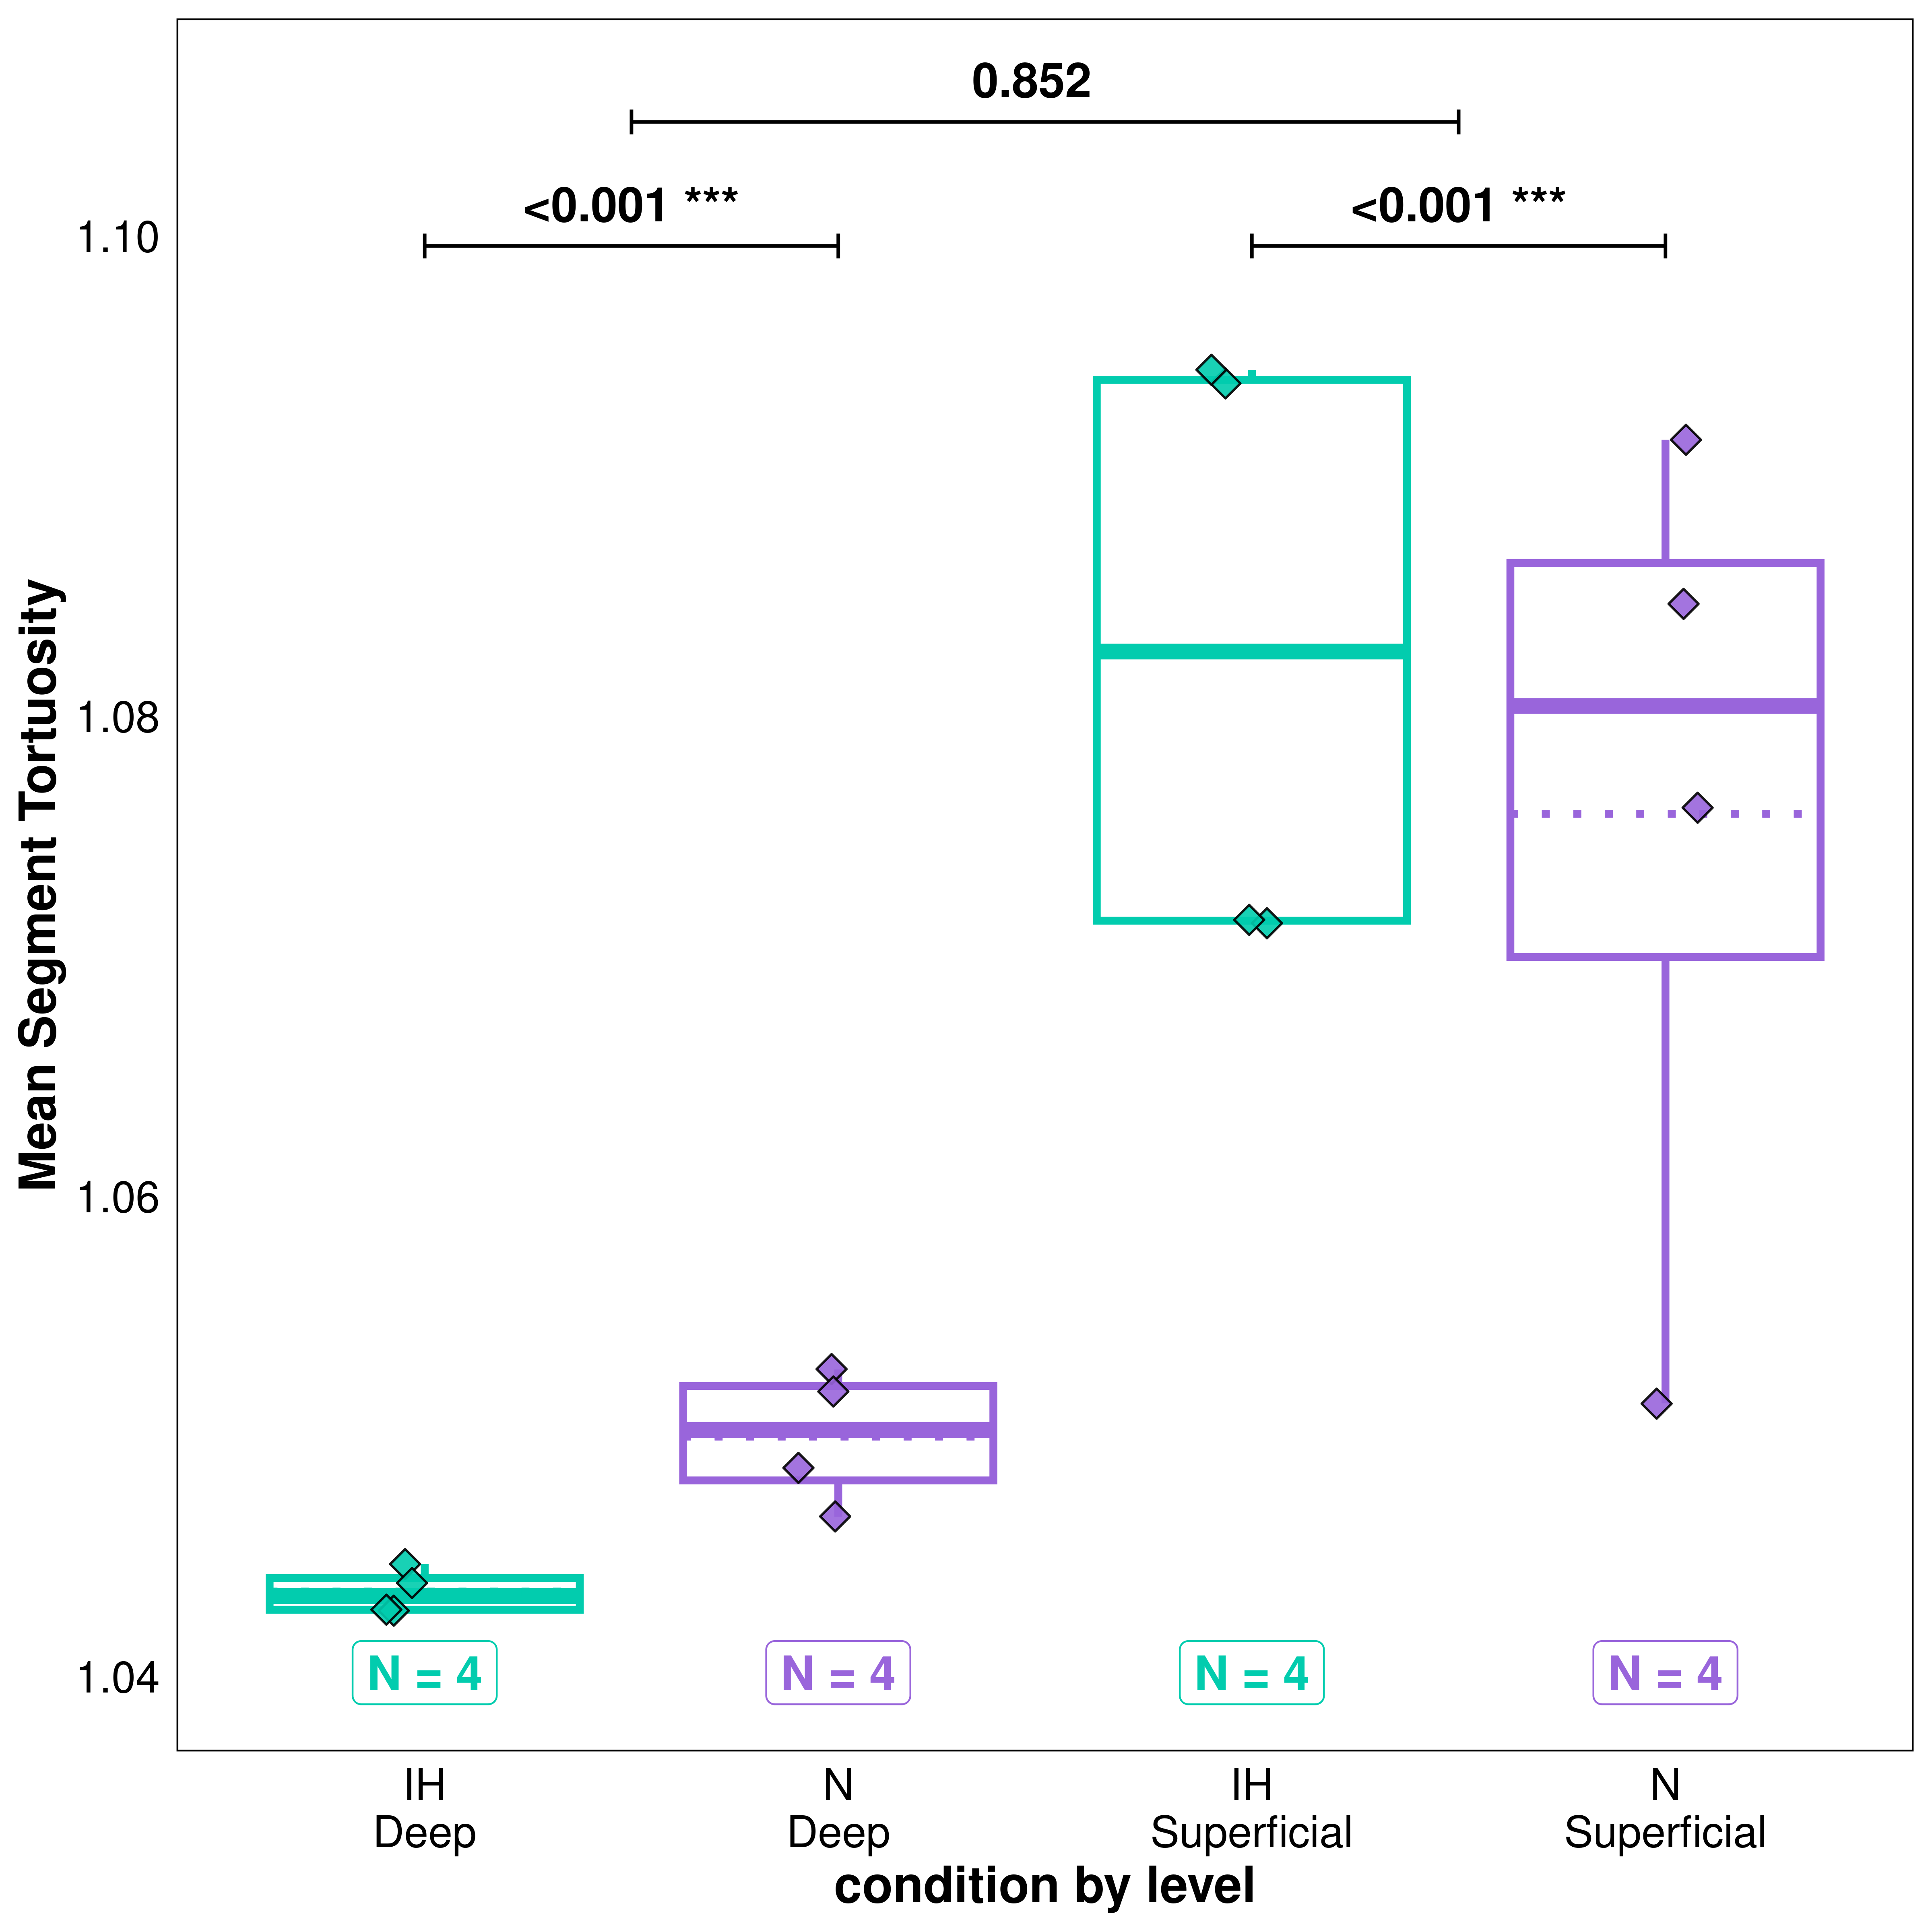 0.852
<0.001 ***
<0.001 ***
1.10
1.08
1.06
1.04
Mean Segment Tortuosity
N = 4
N = 4
N = 4
N = 4
IH
Deep
N
Deep
IH
Superficial
N
Superficial
condition by level